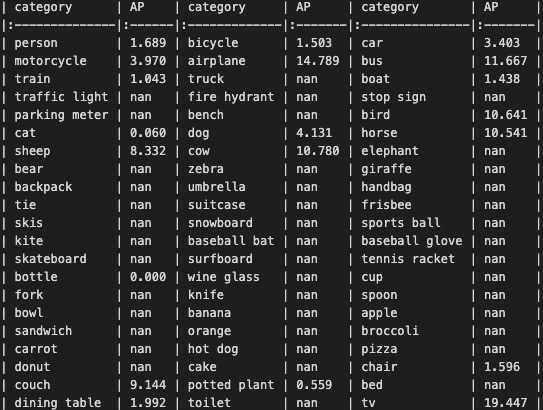 | category | AP | category | AP | category | AP |
|:--------------|:------|:-------------|:-------|:---------------|:-------|
| person | 1.689 | bicycle | 1.503 | car | 3.403 |
| motorcycle | 3.970 | airplane | 14.789 | bus | 11.667 |
| train | 1.043 | truck | nan | boat | 1.438 |
| traffic light | nan | fire hydrant | nan | stop sign | nan |
| parking meter | nan | bench | nan | bird | 10.641 |
| cat | 0.060 | dog | 4.131 | horse | 10.541 |
| sheep | 8.332 | cow | 10.780 | elephant | nan |
| bear | nan | zebra | nan | giraffe | nan |
| backpack | nan | umbrella | nan | handbag | nan |
| tie | nan | suitcase | nan | frisbee | nan |
| skis | nan | snowboard | nan | sports ball | nan |
| kite | nan | baseball bat | nan | baseball glove | nan |
| skateboard | nan | surfboard | nan | tennis racket | nan |
| bottle | 0.000 | wine glass | nan | cup | nan |
| fork | nan | knife | nan | spoon | nan |
| bowl | nan | banana | nan | apple | nan |
| sandwich | nan | orange | nan | broccoli | nan |
| carrot | nan | hot dog | nan | pizza | nan |
| donut | nan | cake | nan | chair | 1.596 |
| couch | 9.144 | potted plant | 0.559 | bed | nan |
| dining table | 1.992 | toilet | nan | tv | 19.447 |